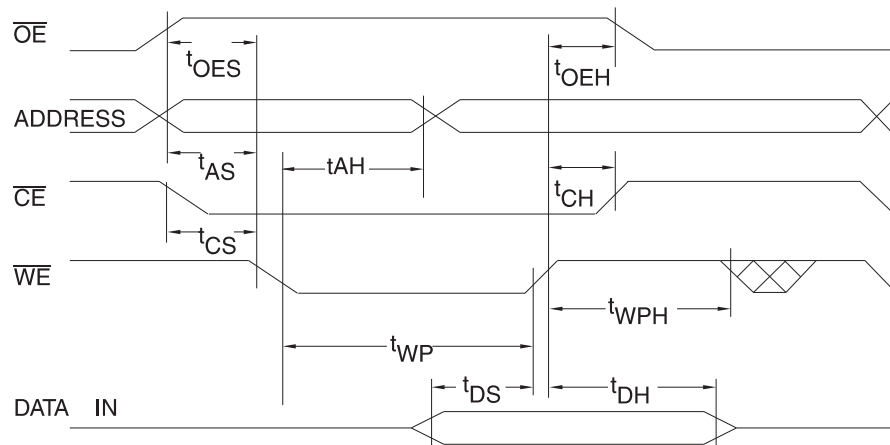 OE
tOES
tOEH
ADDRESS
tAS
tAH
tCH
CE
tCS
WE
tWPH
tWP
tDS
tDH
DATA IN